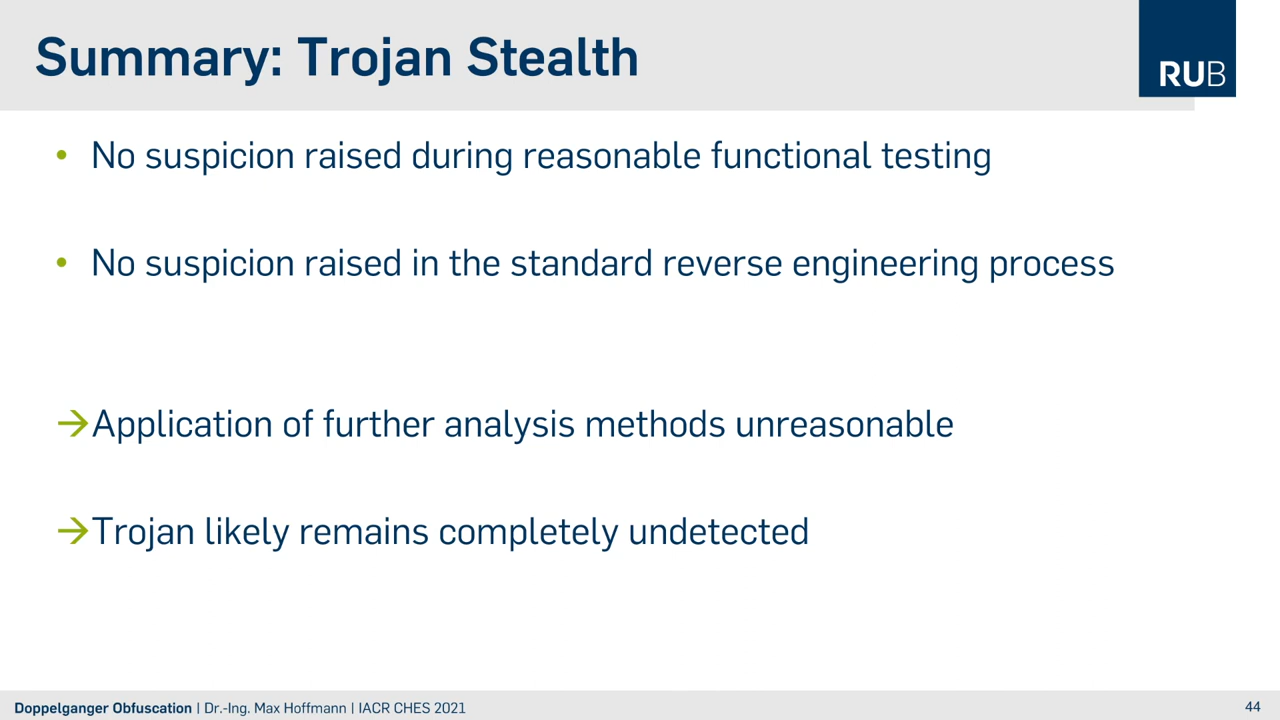 Summary: Trojan Stealth
RUB
• No suspicion raised during reasonable functional testing
• No suspicion raised in the standard reverse engineering process
→Application of further analysis methods unreasonable
→Trojan likely remains completely undetected
Doppelganger Obfuscation | Dr.-Ing. Max Hoffmann | IACR CHES 2021
44